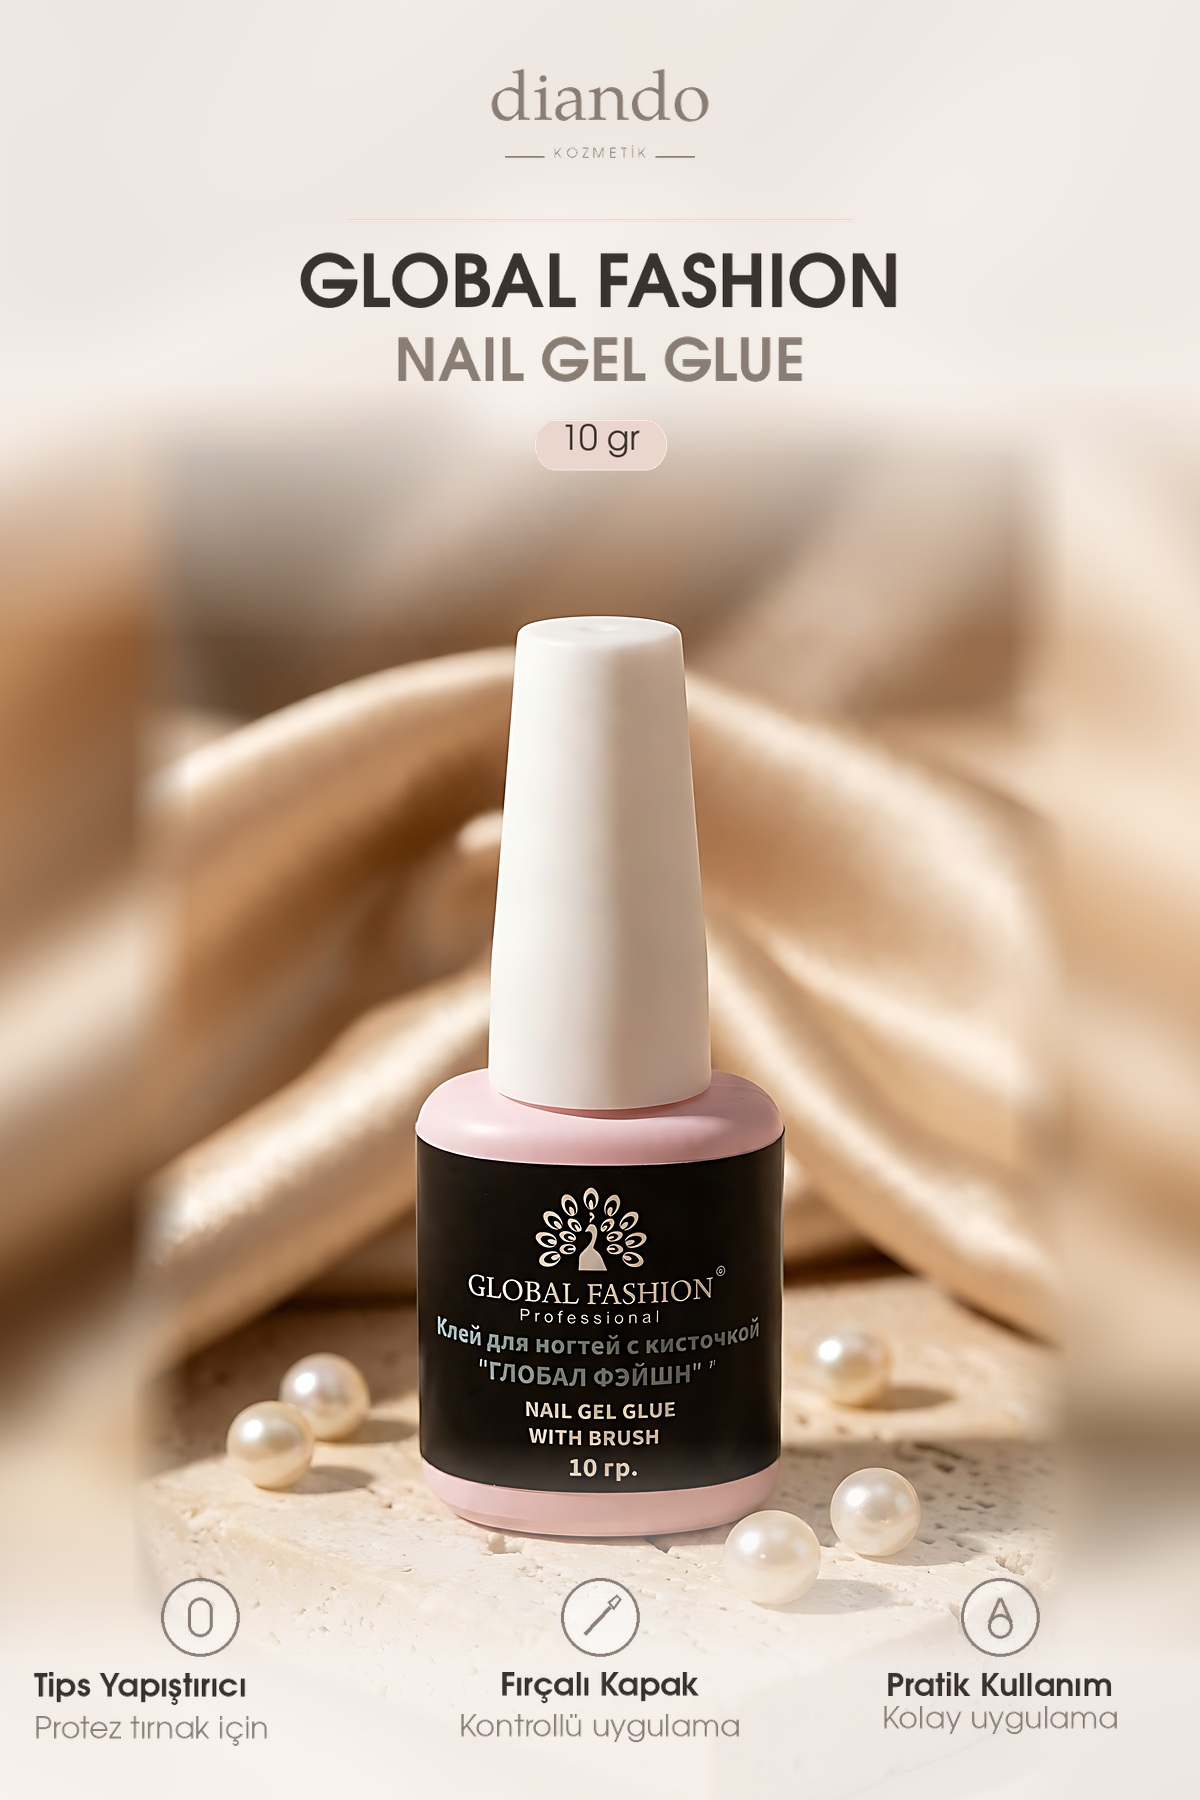 diando
KOZMETİK
GLOBAL FASHION
NAIL GEL GLUE
10 gr
GLOBAL FASHION
Professional
Клей для ногтей с кисточкой
"ГЛОБАЛ ФЭЙШН" "
NAIL GEL GLUE
WITH BRUSH
10 гр.
Tips Yapıştırıcı
Protez tırnak için
Fırçalı Kapak
Kontrollü uygulama
Pratik Kullanım
Kolay uygulama